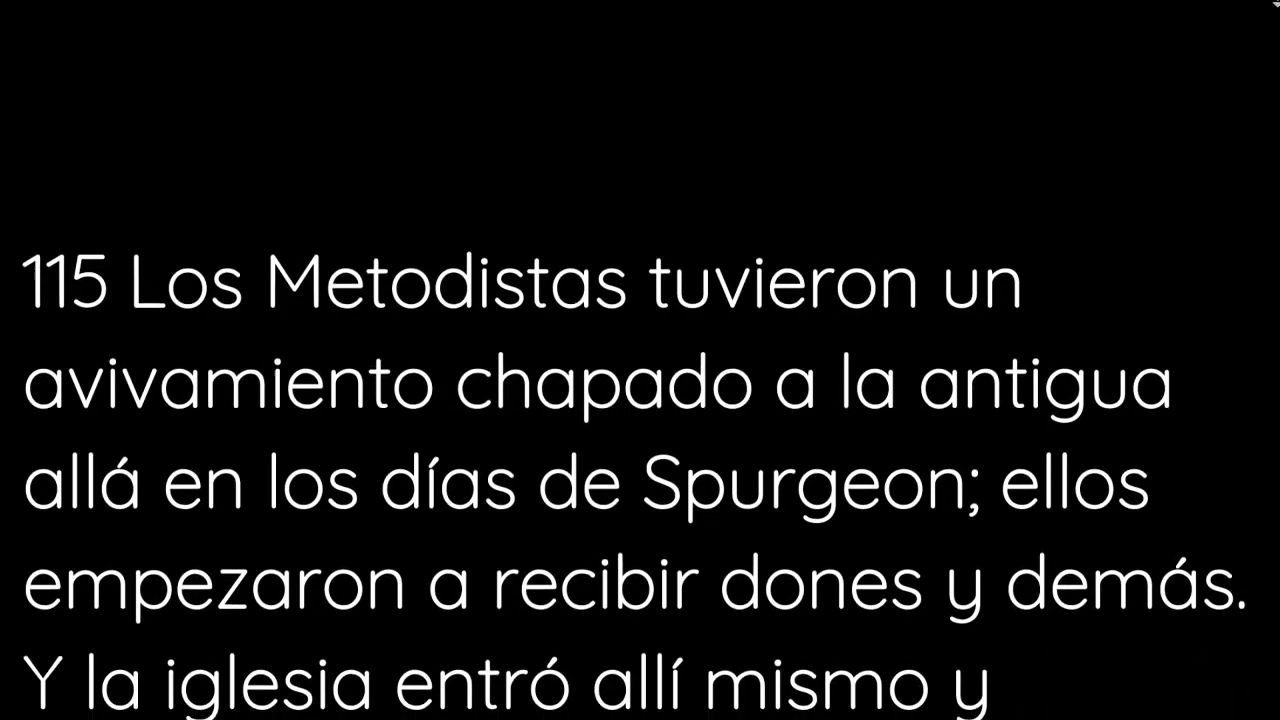 115 Los Metodistas tuvieron un
avivamiento chapado a la antigua
allá en los días de Spurgeon; ellos
empezaron a recibir dones y demás.
Y la iglesia entró allí mismo y